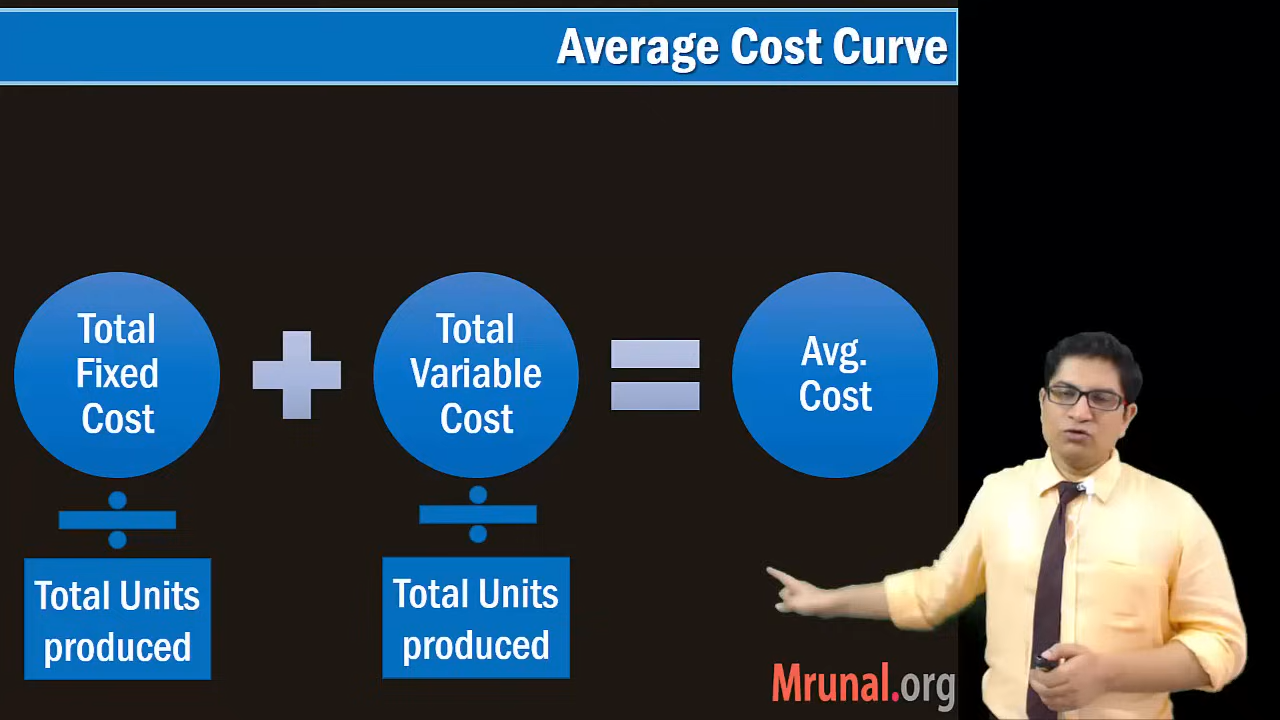 Average Cost Curve
Total
Fixed
Cost
Total
Variable
Cost
Avg.
Cost
Total Units
produced
Total Units
produced
Mrunal.org